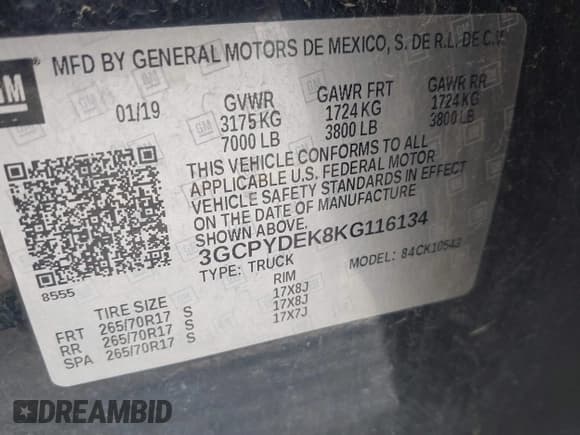 GM ® MFD BY GENERAL MOTORS DE MEXICO, S. DE R.L. DE C.V.
01/19 GVWR GAWR FRT GAWR RR
3175 KG 1724 KG 1724 KG
7000 LB 3800 LB 3800 LB
THIS VEHICLE CONFORMS TO ALL
APPLICABLE U.S. FEDERAL MOTOR
VEHICLE SAFETY STANDARDS IN EFFECT
ON THE DATE OF MANUFACTURE
SHOWN ABOVE.
3GCPYDEK8KG116134
TYPE: TRUCK MODEL: 84CK10543
8555
TIRE SIZE RIM
FRT 265/70R17 S 17X8J
RR 265/70R17 S 17X8J
SPA 265/70R17 S 17X7J
DREAMBID